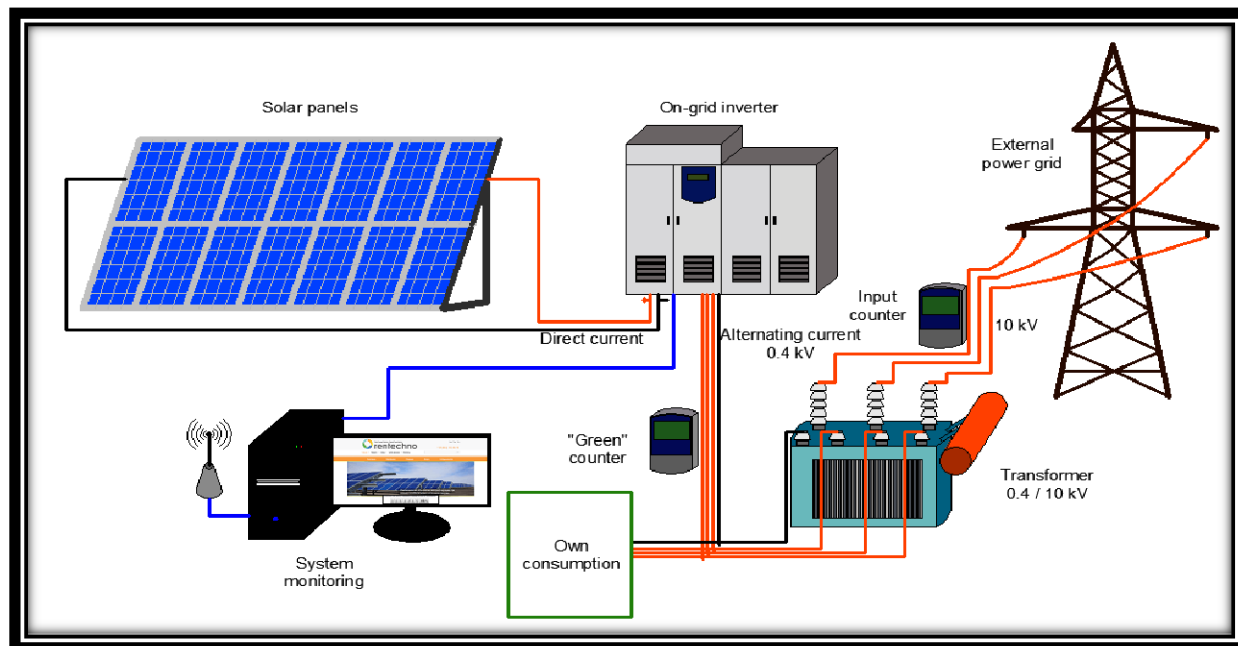 Solar panels
On-grid inverter
External
power grid
Input
counter
10 kV
Direct current
Alternating current
0.4 kV
"Green"
counter
rentechno
Transformer
0.4 / 10 kV
Own
consumption
System
monitoring